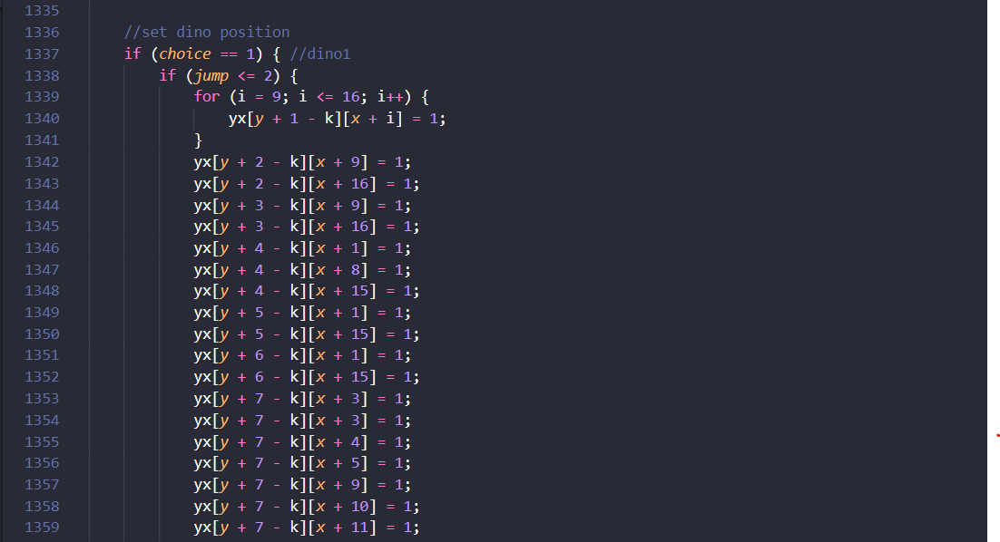 1335
1336 //set dino position
1337 if (choice == 1) { //dino1
1338 if (jump <= 2) {
1339 for (i = 9; i <= 16; i++) {
1340 yx[y + 1 - k][x + i] = 1;
1341 }
1342 yx[y + 2 - k][x + 9] = 1;
1343 yx[y + 2 - k][x + 16] = 1;
1344 yx[y + 3 - k][x + 9] = 1;
1345 yx[y + 3 - k][x + 16] = 1;
1346 yx[y + 4 - k][x + 1] = 1;
1347 yx[y + 4 - k][x + 8] = 1;
1348 yx[y + 4 - k][x + 15] = 1;
1349 yx[y + 5 - k][x + 1] = 1;
1350 yx[y + 5 - k][x + 15] = 1;
1351 yx[y + 6 - k][x + 1] = 1;
1352 yx[y + 6 - k][x + 15] = 1;
1353 yx[y + 7 - k][x + 3] = 1;
1354 yx[y + 7 - k][x + 3] = 1;
1355 yx[y + 7 - k][x + 4] = 1;
1356 yx[y + 7 - k][x + 5] = 1;
1357 yx[y + 7 - k][x + 9] = 1;
1358 yx[y + 7 - k][x + 10] = 1;
1359 yx[y + 7 - k][x + 11] = 1;